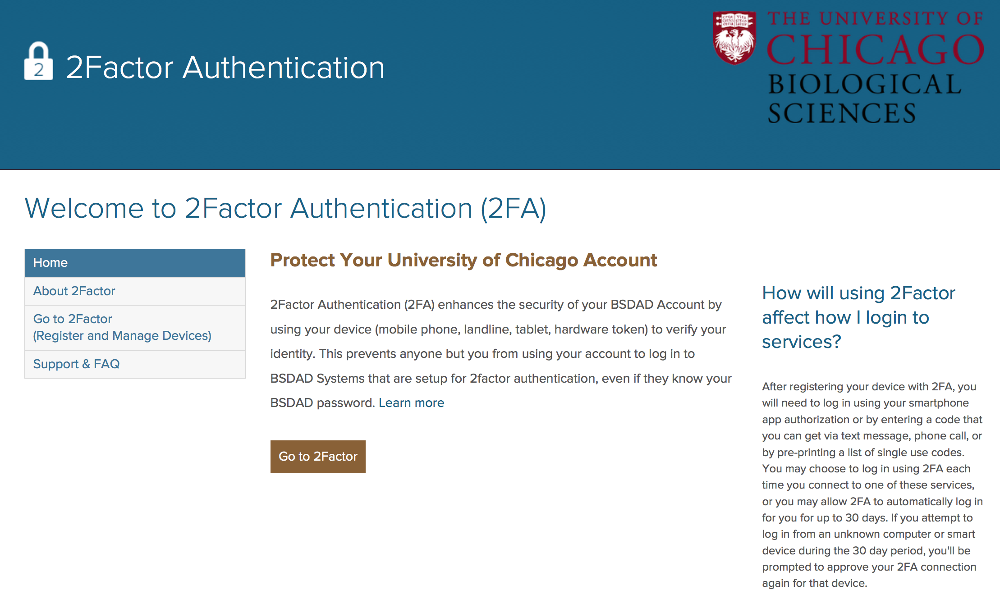 2
2Factor Authentication
THE UNIVERSITY OF
CHICAGO
BIOLOGICAL
SCIENCES
Welcome to 2Factor Authentication (2FA)
Home
About 2Factor
Go to 2Factor
(Register and Manage Devices)
Support & FAQ
Protect Your University of Chicago Account
2Factor Authentication (2FA) enhances the security of your BSDAD Account by
using your device (mobile phone, landline, tablet, hardware token) to verify your
identity. This prevents anyone but you from using your account to log in to
BSDAD Systems that are setup for 2factor authentication, even if they know your
BSDAD password. Learn more
Go to 2Factor
How will using 2Factor
affect how I login to
services?
After registering your device with 2FA, you
will need to log in using your smartphone
app authorization or by entering a code that
you can get via text message, phone call, or
by pre-printing a list of single use codes.
You may choose to log in using 2FA each
time you connect to one of these services,
or you may allow 2FA to automatically log in
for you for up to 30 days. If you attempt to
log in from an unknown computer or smart
device during the 30 day period, you'll be
prompted to approve your 2FA connection
again for that device.